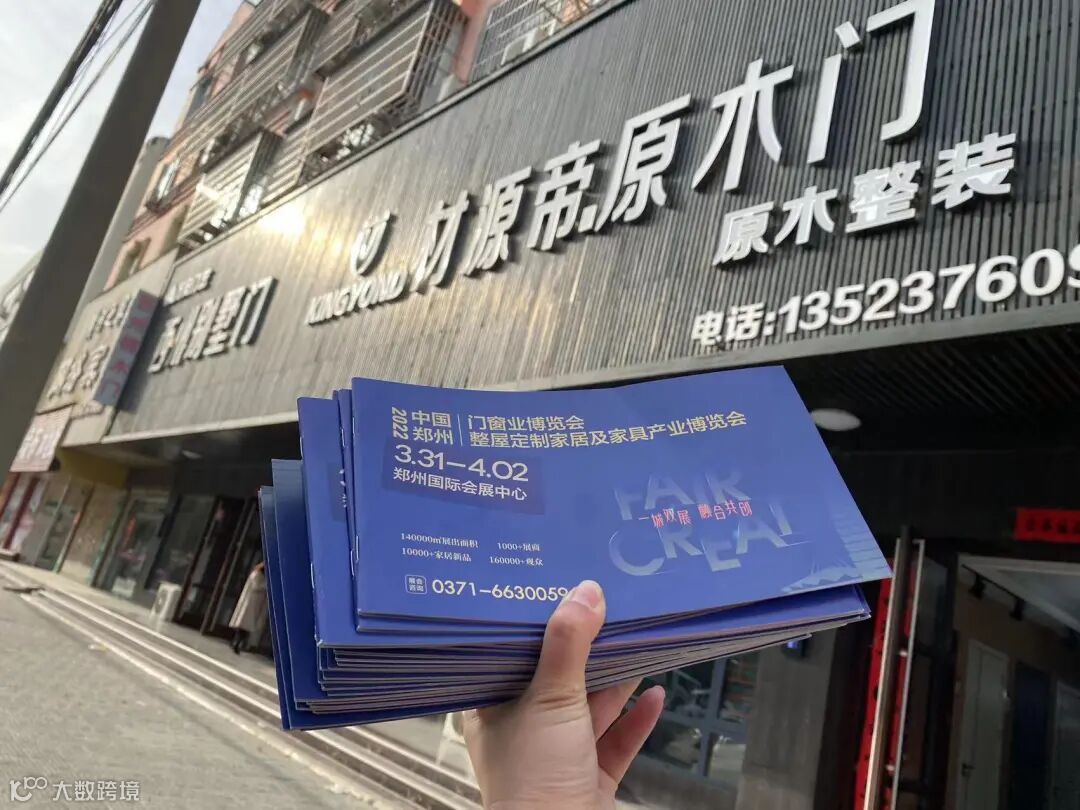 材源帝.原木门
KINGYOND
原木整装
电话:135237609
2022
中国
郑州
门窗业博览会
整屋定制家居及家具产业博览会
3.31—4.02
郑州国际会展中心
FAIR
一城双展 融合共创
CREAT
140000㎡展出面积 1000+展商
10000+家居新品 160000+观众
展会
咨询
0371-6630059
大数跨境